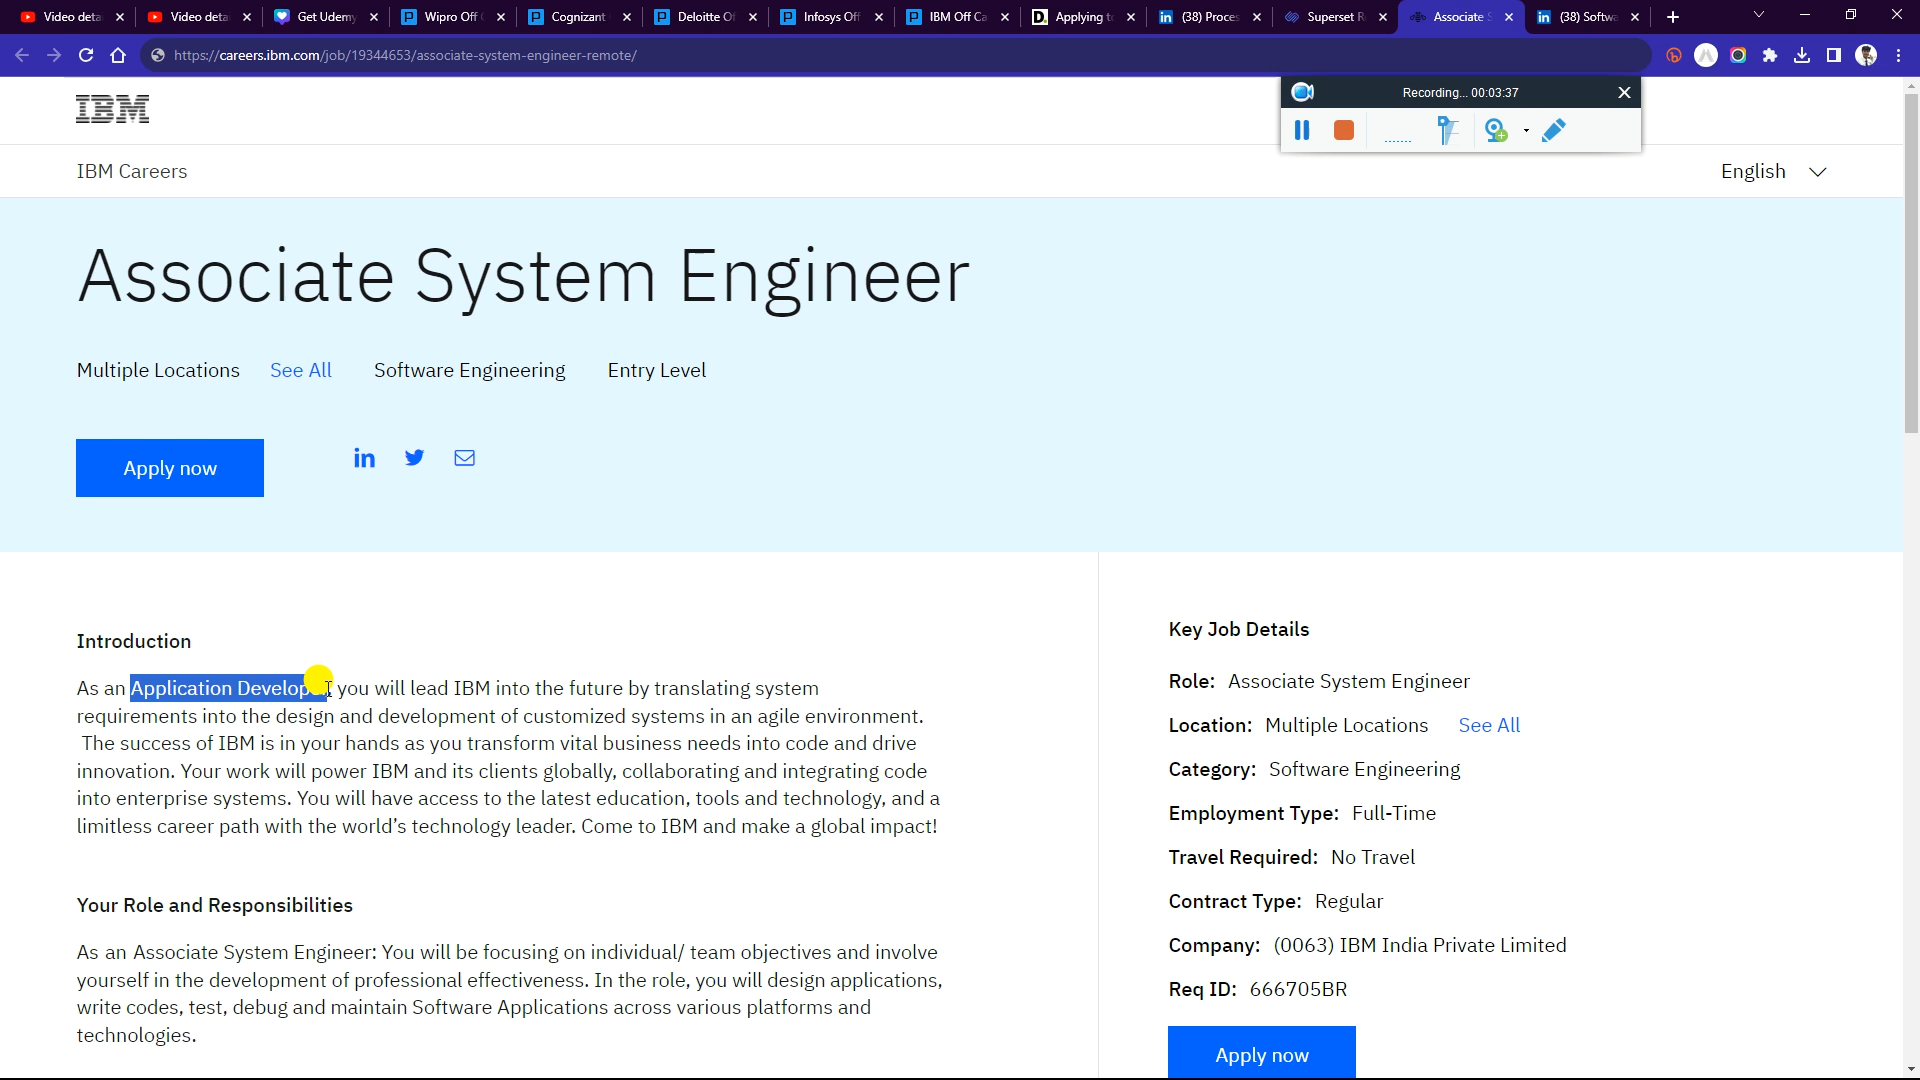 Video deta
Video deta
Get Udemy
Wipro Off
Cognizant
Deloitte O
Infosys Off
IBM Off Ca
Applying t
(38) Proces
Superset R
Associate S
(38) Softw
https://careers.ibm.com/job/19344653/associate-system-engineer-remote/
Recording... 00:03:37
IBM
IBM Careers
English
Associate System Engineer
Multiple Locations See All Software Engineering Entry Level
Apply now
Introduction
As an Application Develop you will lead IBM into the future by translating system
requirements into the design and development of customized systems in an agile environment.
The success of IBM is in your hands as you transform vital business needs into code and drive
innovation. Your work will power IBM and its clients globally, collaborating and integrating code
into enterprise systems. You will have access to the latest education, tools and technology, and a
limitless career path with the world's technology leader. Come to IBM and make a global impact!
Your Role and Responsibilities
As an Associate System Engineer: You will be focusing on individual/ team objectives and involve
yourself in the development of professional effectiveness. In the role, you will design applications,
write codes, test, debug and maintain Software Applications across various platforms and
technologies.
Key Job Details
Role: Associate System Engineer
Location: Multiple Locations See All
Category: Software Engineering
Employment Type: Full-Time
Travel Required: No Travel
Contract Type: Regular
Company: (0063) IBM India Private Limited
Req ID: 666705BR
Apply now